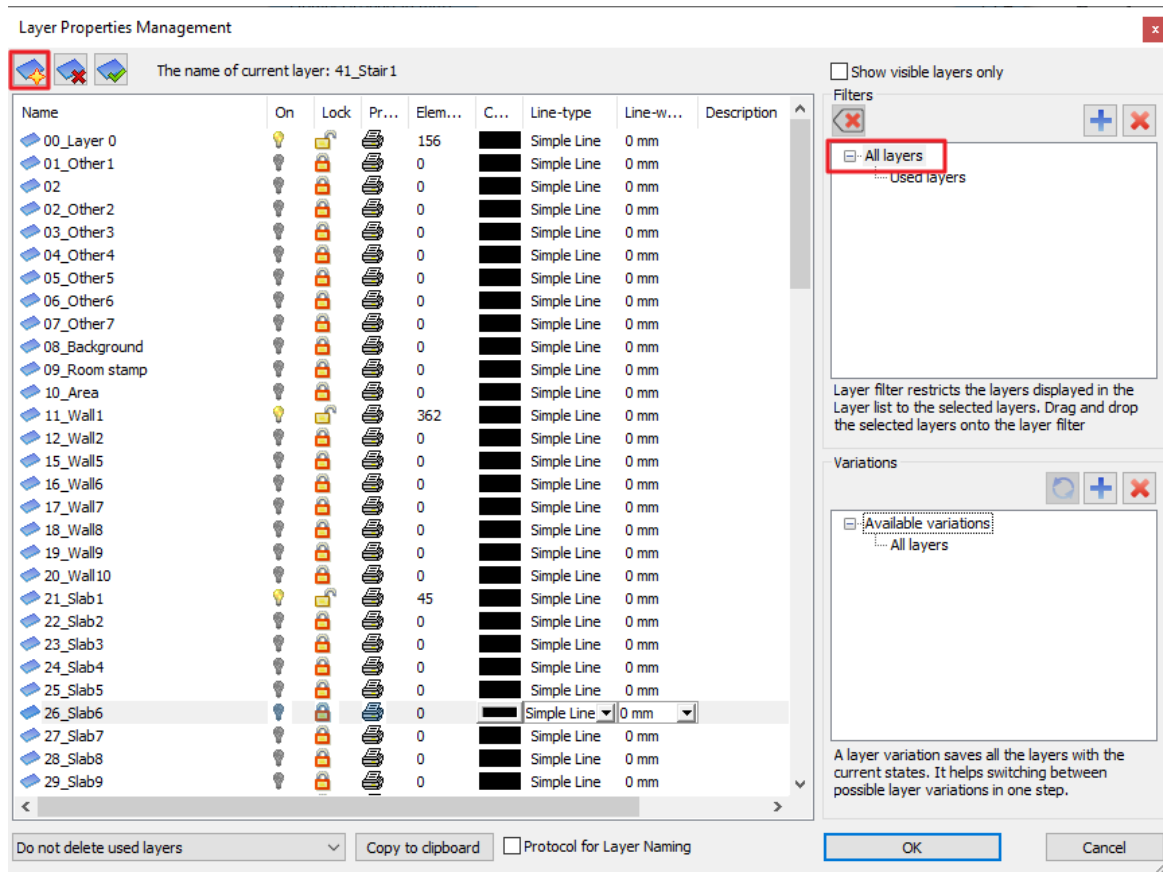 Layer Properties Management
x
The name of current layer: 41_Stair1
Show visible layers only
Name On Lock Pr... Elem... C... Line-type Line-w... Description
00_Layer 0 156 Simple Line 0 mm
01_Other1 0 Simple Line 0 mm
02 0 Simple Line 0 mm
02_Other2 0 Simple Line 0 mm
03_Other3 0 Simple Line 0 mm
04_Other4 0 Simple Line 0 mm
05_Other5 0 Simple Line 0 mm
06_Other6 0 Simple Line 0 mm
07_Other7 0 Simple Line 0 mm
08_Background 0 Simple Line 0 mm
09_Room stamp 0 Simple Line 0 mm
10_Area 0 Simple Line 0 mm
11_Wall1 362 Simple Line 0 mm
12_Wall2 0 Simple Line 0 mm
15_Wall5 0 Simple Line 0 mm
16_Wall6 0 Simple Line 0 mm
17_Wall7 0 Simple Line 0 mm
18_Wall8 0 Simple Line 0 mm
19_Wall9 0 Simple Line 0 mm
20_Wall10 0 Simple Line 0 mm
21_Slab1 45 Simple Line 0 mm
22_Slab2 0 Simple Line 0 mm
23_Slab3 0 Simple Line 0 mm
24_Slab4 0 Simple Line 0 mm
25_Slab5 0 Simple Line 0 mm
26_Slab6 0 Simple Line 0 mm
27_Slab7 0 Simple Line 0 mm
28_Slab8 0 Simple Line 0 mm
29_Slab9 0 Simple Line 0 mm
Filters
All layers
Used layers
Layer filter restricts the layers displayed in the
Layer list to the selected layers. Drag and drop
the selected layers onto the layer filter
Variations
Available variations
All layers
A layer variation saves all the layers with the
current states. It helps switching between
possible layer variations in one step.
Do not delete used layers
Copy to clipboard
Protocol for Layer Naming
OK
Cancel